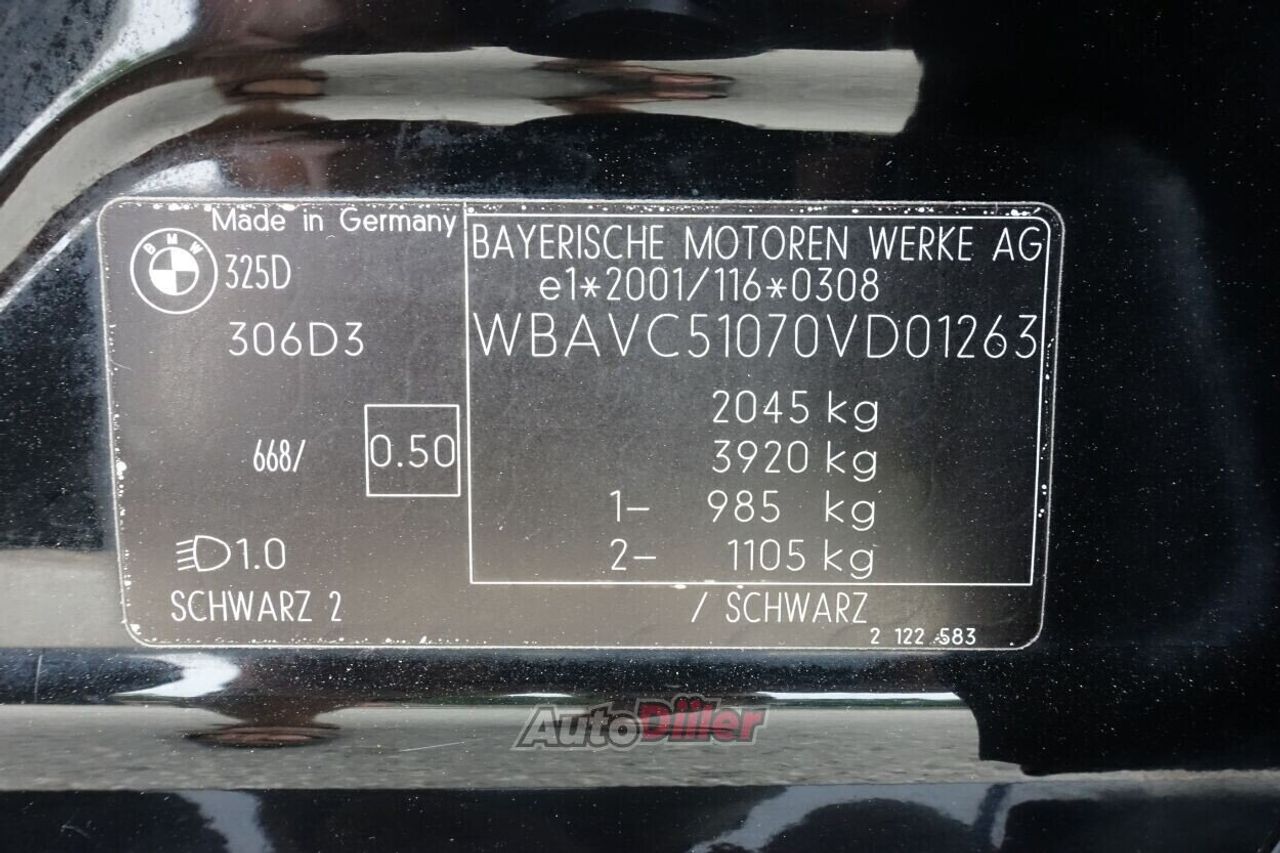 Made in Germany
BMW
325D
306D3
668/
0.50
1.0
SCHWARZ 2
BAYERISCHE MOTOREN WERKE AG
e1*2001/116*0308
WBAVC51070VD01263
2045 kg
3920 kg
1- 985 kg
2- 1105 kg
/ SCHWARZ
2 122 583
AutoDiler